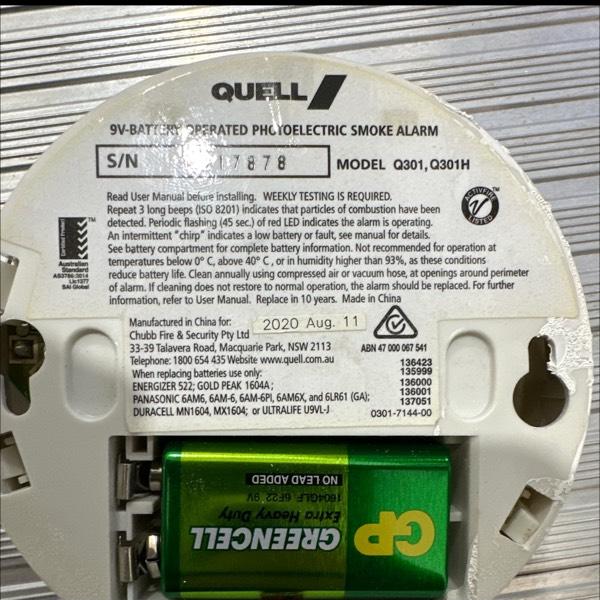 QUELL
9V-BATTERY OPERATED PHOTOELECTRIC SMOKE ALARM
S/N 17878 MODEL Q301, Q301H
Read User Manual before installing. WEEKLY TESTING IS REQUIRED.
Repeat 3 long beeps (ISO 8201) indicates that particles of combustion have been
detected. Periodic flashing (45 sec.) of red LED indicates the alarm is operating.
An intermittent "chirp" indicates a low battery or fault, see manual for details.
See battery compartment for complete battery information. Not recommended for operation at
temperatures below 0° C, above 40° C, or in humidity higher than 93%, as these conditions
reduce battery life. Clean annually using compressed air or vacuum hose, at openings around perimeter
of alarm. If cleaning does not restore to normal operation, the alarm should be replaced. For further
information, refer to User Manual. Replace in 10 years. Made in China
ACTIVFIRE
LISTED
Certified Product
TM
Australian
Standard
AS3786:2014
Lic1377
SAI Global
Manufactured in China for: 2020 Aug. 11
Chubb Fire & Security Pty Ltd
33-39 Talavera Road, Macquarie Park, NSW 2113
Telephone: 1800 654 435 Website www.quell.com.au
When replacing batteries use only:
ENERGIZER 522; GOLD PEAK 1604A;
PANASONIC 6AM6, 6AM-6, 6AM-6PI, 6AM6X, and 6LR61 (GA);
DURACELL MN1604, MX1604; or ULTRALIFE U9VL-J
ABN 47 000 067 541
136423
135999
136000
136001
137051
0301-7144-00
GP
GREENCELL
Extra Heavy Duty
1604GLF 6F22 9V
NO LEAD ADDED